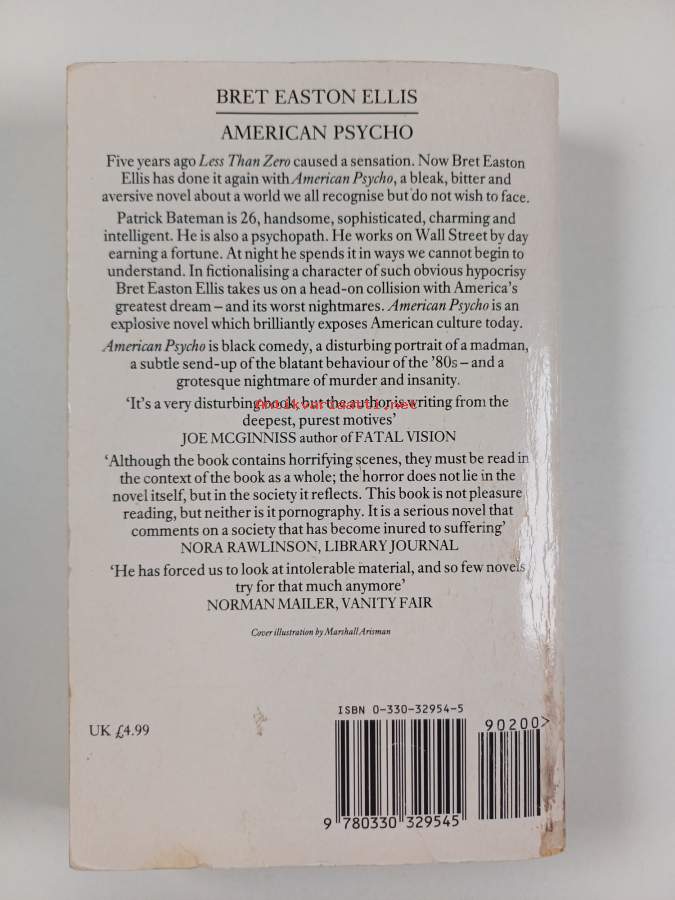 BRET EASTON ELLIS
AMERICAN PSYCHO
Five years ago Less Than Zero caused a sensation. Now Bret Easton
Ellis has done it again with American Psycho, a bleak, bitter and
aversive novel about a world we all recognise but do not wish to face.
Patrick Bateman is 26, handsome, sophisticated, charming and
intelligent. He is also a psychopath. He works on Wall Street by day
earning a fortune. At night he spends it in ways we cannot begin to
understand. In fictionalising a character of such obvious hypocrisy
Bret Easton Ellis takes us on a head-on collision with America's
greatest dream – and its worst nightmares. American Psycho is an
explosive novel which brilliantly exposes American culture today.
American Psycho is black comedy, a disturbing portrait of a madman,
a subtle send-up of the blatant behaviour of the '80s – and a
grotesque nightmare of murder and insanity.
'It's a very disturbing book, but the author is writing from the
Antikvariaatti.net
deepest, purest motives'
JOE MCGINNISS author of FATAL VISION
'Although the book contains horrifying scenes, they must be read in
the context of the book as a whole; the horror does not lie in the
novel itself, but in the society it reflects. This book is not pleasure
reading, but neither is it pornography. It is a serious novel that
comments on a society that has become inured to suffering'
NORA RAWLINSON, LIBRARY JOURNAL
'He has forced us to look at intolerable material, and so few novels
try for that much anymore'
NORMAN MAILER, VANITY FAIR
Cover illustration by Marshall Arisman
UK £4.99
ISBN 0-330-32954-5
90200>
9 780330 329545